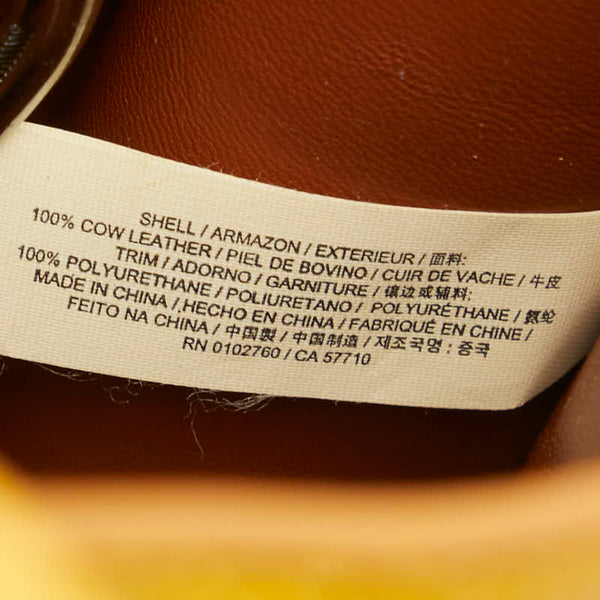 SHELL / ARMAZON / EXTERIEUR / 面料:
100% COW LEATHER / PIEL DE BOVINO / CUIR DE VACHE / 牛皮
TRIM / ADORNO / GARNITURE / 镶边或辅料:
100% POLYURETHANE / POLIURETANO / POLYURÉTHANE / 氨纶
MADE IN CHINA / HECHO EN CHINA / FABRIQUÉ EN CHINE /
FEITO NA CHINA / 中国製 / 中国制造 / 제조국명 : 중국
RN 0102760 / CA 57710